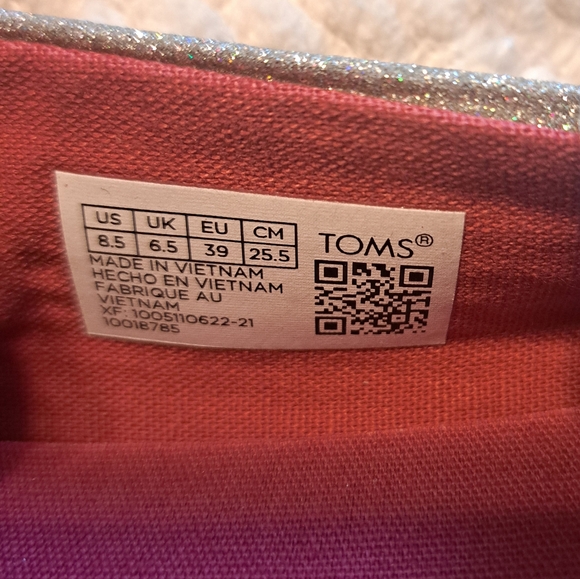 US UK EU CM
8.5 6.5 39 25.5
TOMS®
MADE IN VIETNAM
HECHO EN VIETNAM
FABRIQUE AU
VIETNAM
XF: 1005110622-21
10018785